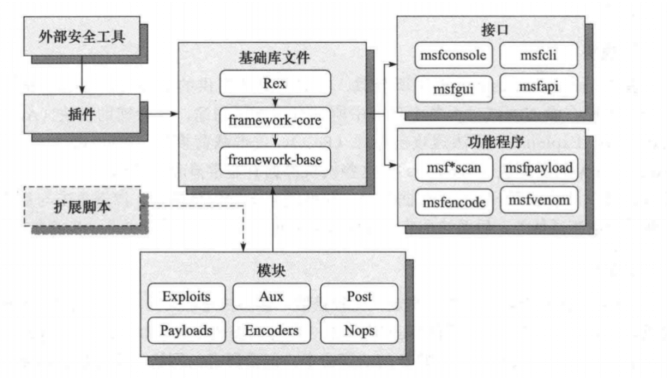 外部安全工具
插件
基础库文件
Rex
framework-core
framework-base
接口
msfconsole
msfcli
msfgui
msfapi
功能程序
msf*scan
msfpayload
msfencode
msfvenom
扩展脚本
模块
Exploits
Aux
Post
Payloads
Encoders
Nops